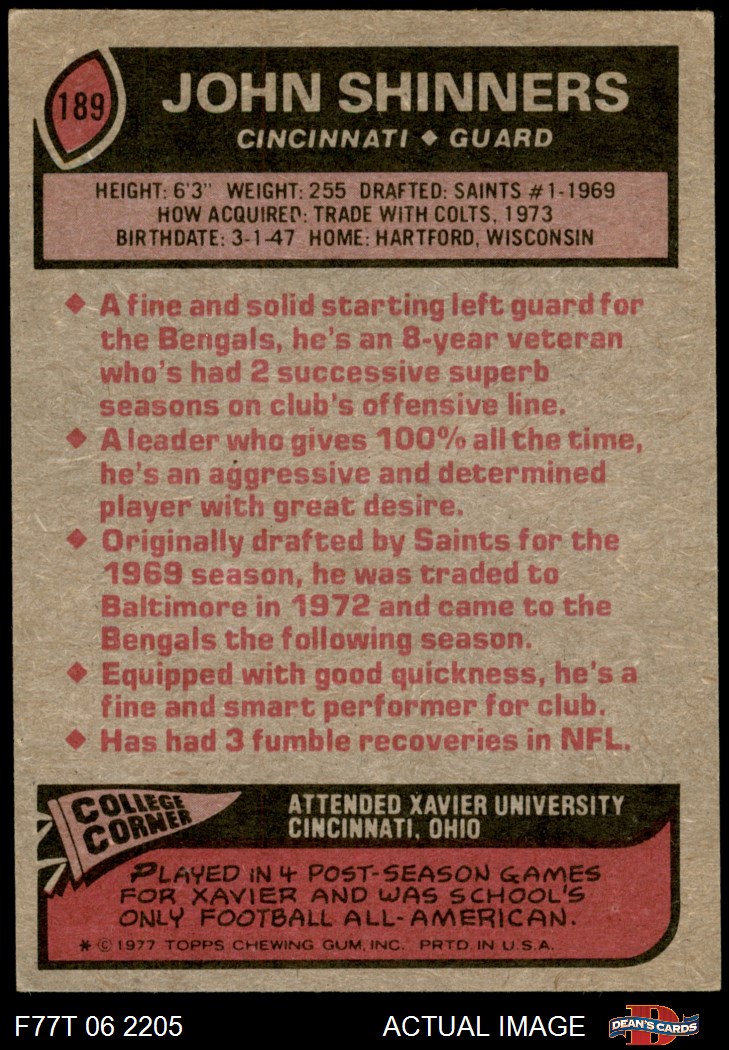 189
JOHN SHINNERS
CINCINNATI ◆ GUARD
HEIGHT: 6'3" WEIGHT: 255 DRAFTED: SAINTS #1-1969
HOW ACQUIRED: TRADE WITH COLTS, 1973
BIRTHDATE: 3-1-47 HOME: HARTFORD, WISCONSIN
◆ A fine and solid starting left guard for
the Bengals, he's an 8-year veteran
who's had 2 successive superb
seasons on club's offensive line.
◆ A leader who gives 100% all the time,
he's an aggressive and determined
player with great desire.
◆ Originally drafted by Saints for the
1969 season, he was traded to
Baltimore in 1972 and came to the
Bengals the following season.
◆ Equipped with good quickness, he's a
fine and smart performer for club.
◆ Has had 3 fumble recoveries in NFL.
COLLEGE
CORNER
ATTENDED XAVIER UNIVERSITY
CINCINNATI, OHIO
PLAYED IN 4 POST-SEASON GAMES
FOR XAVIER AND WAS SCHOOL'S
ONLY FOOTBALL ALL-AMERICAN.
* © 1977 TOPPS CHEWING GUM, INC. PRTD. IN U.S.A.
F77T 06 2205
ACTUAL IMAGE
D
DEAN'S CARDS